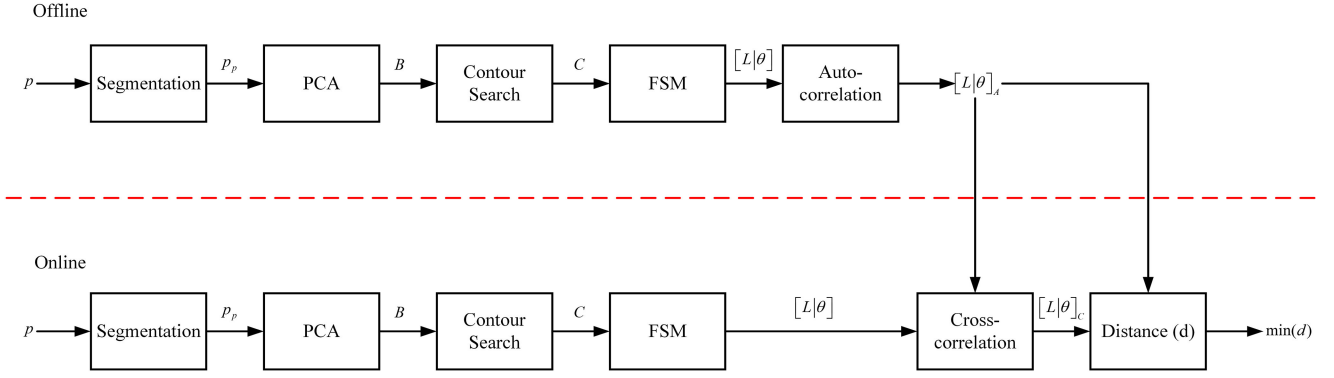 Offline
p Segmentation p_p PCA B Contour Search C FSM [L|θ] Auto-correlation [L|θ]_A
Online
p Segmentation p_p PCA B Contour Search C FSM [L|θ] Cross-correlation [L|θ]_C Distance (d) min(d)